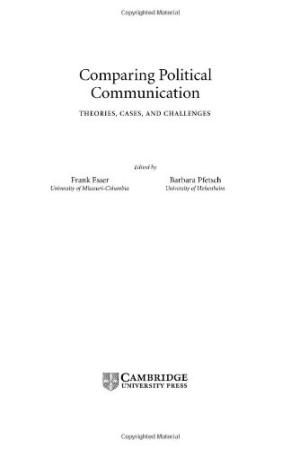 Copyrighted Material
Comparing Political
Communication
THEORIES, CASES, AND CHALLENGES
Edited by
Frank Esser Barbara Pfetsch
University of Missouri-Columbia University of Hohenheim
CAMBRIDGE
UNIVERSITY PRESS
Copyrighted Material